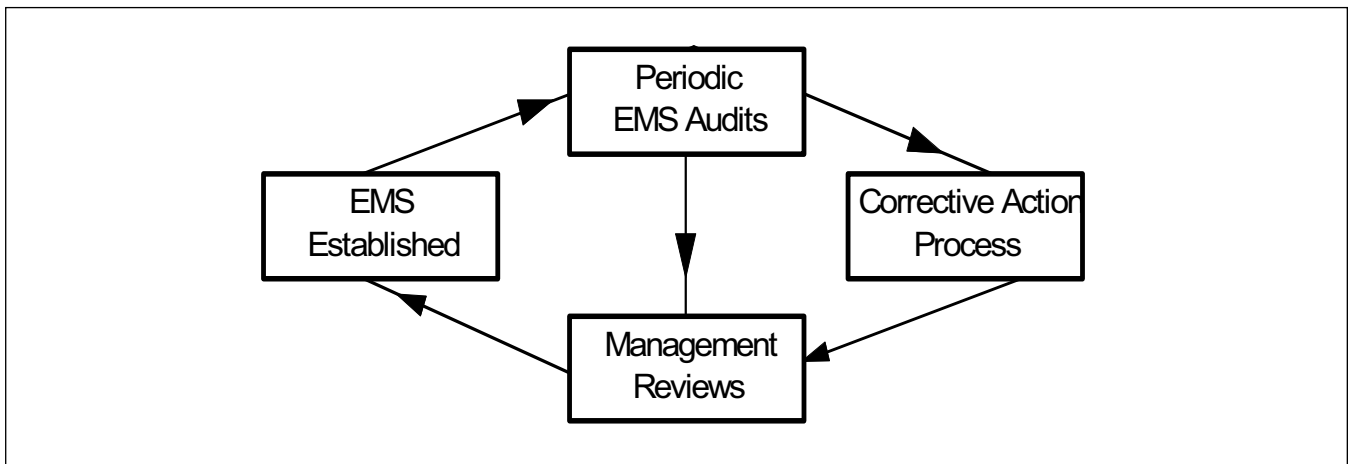 Periodic
EMS Audits
EMS
Established
Corrective Action
Process
Management
Reviews